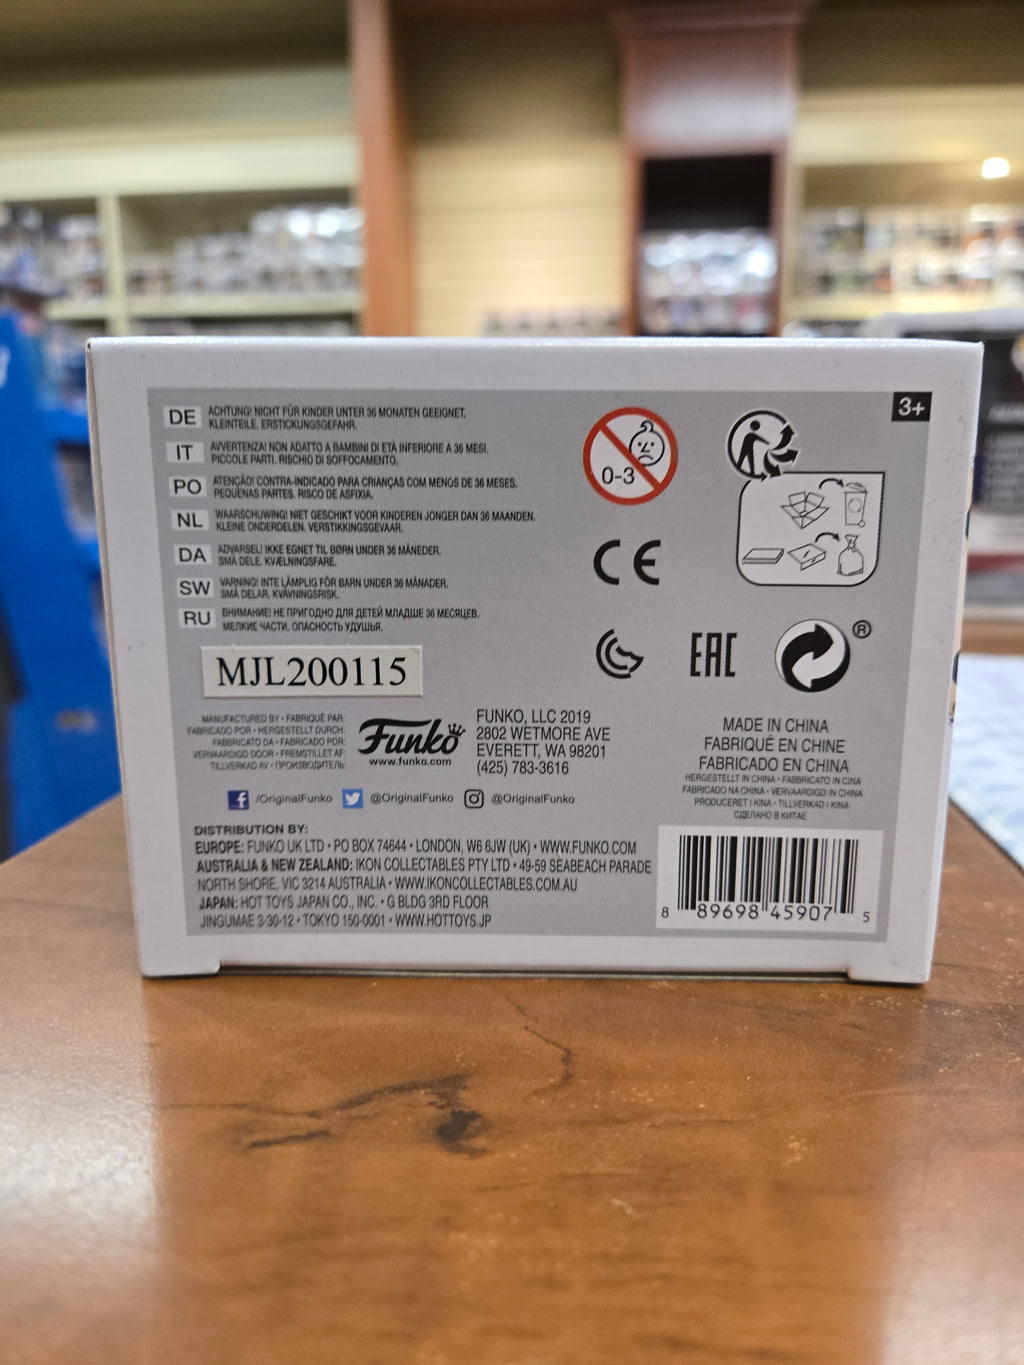 3+
DE ACHTUNG! NICHT FÜR KINDER UNTER 36 MONATEN GEEIGNET.
KLEINTEILE. ERSTICKUNGSGEFAHR.
IT AVVERTENZA! NON ADATTO A BAMBINI DI ETÀ INFERIORE A 36 MESI.
PICCOLE PARTI. RISCHIO DI SOFFOCAMENTO.
PO ATENÇÃO! CONTRA-INDICADO PARA CRIANÇAS COM MENOS DE 36 MESES.
PEQUENAS PARTES. RISCO DE ASFIXIA.
NL WAARSCHUWING! NIET GESCHIKT VOOR KINDEREN JONGER DAN 36 MAANDEN.
KLEINE ONDERDELEN. VERSTIKKINGSGEVAAR.
DA ADVARSEL! IKKE EGNET TIL BØRN UNDER 36 MÅNEDER.
SMÅ DELE. KVÆLNINGSFARE.
SW VARNING! INTE LÄMPLIG FÖR BARN UNDER 36 MÅNADER.
SMÅ DELAR. KVÄVNINGSRISK.
RU ВНИМАНИЕ! НЕ ПРИГОДНО ДЛЯ ДЕТЕЙ МЛАДШЕ 36 МЕСЯЦЕВ.
МЕЛКИЕ ЧАСТИ. ОПАСНОСТЬ УДУШЬЯ.
0-3
CE
EAC
®
MJL200115
MANUFACTURED BY • FABRIQUÉ PAR:
FABRICADO POR • HERGESTELLT DURCH:
FABBRICATO DA • FABRICADO POR:
VERVAARDIGD DOOR • FREMSTILLET AF:
TILLVERKAD AV • ПРОИЗВОДИТЕЛЬ:
Funko
www.funko.com
FUNKO, LLC 2019
2802 WETMORE AVE
EVERETT, WA 98201
(425) 783-3616
/OriginalFunko @OriginalFunko @OriginalFunko
MADE IN CHINA
FABRIQUÉ EN CHINE
FABRICADO EN CHINA
HERGESTELLT IN CHINA • FABBRICATO IN CINA
FABRICADO NA CHINA • VERVAARDIGD IN CHINA
PRODUCERET I KINA • TILLVERKAD I KINA
СДЕЛАНО В КИТАЕ
DISTRIBUTION BY:
EUROPE: FUNKO UK LTD • PO BOX 74644 • LONDON, W6 6JW (UK) • WWW.FUNKO.COM
AUSTRALIA & NEW ZEALAND: IKON COLLECTABLES PTY LTD • 49-59 SEABEACH PARADE
NORTH SHORE, VIC 3214 AUSTRALIA • WWW.IKONCOLLECTABLES.COM.AU
JAPAN: HOT TOYS JAPAN CO., INC. • G BLDG 3RD FLOOR
JINGUMAE 3-30-12 • TOKYO 150-0001 • WWW.HOTTOYS.JP
8 89698 45907 5